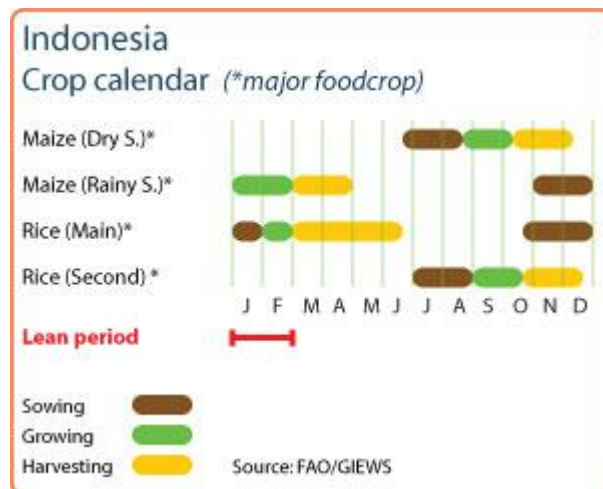 Indonesia
Crop calendar (*major foodcrop)
Maize (Dry S.)*
Maize (Rainy S.)*
Rice (Main)*
Rice (Second) *
J F M A M J J A S O N D
Lean period
Sowing
Growing
Harvesting Source: FAO/GIEWS